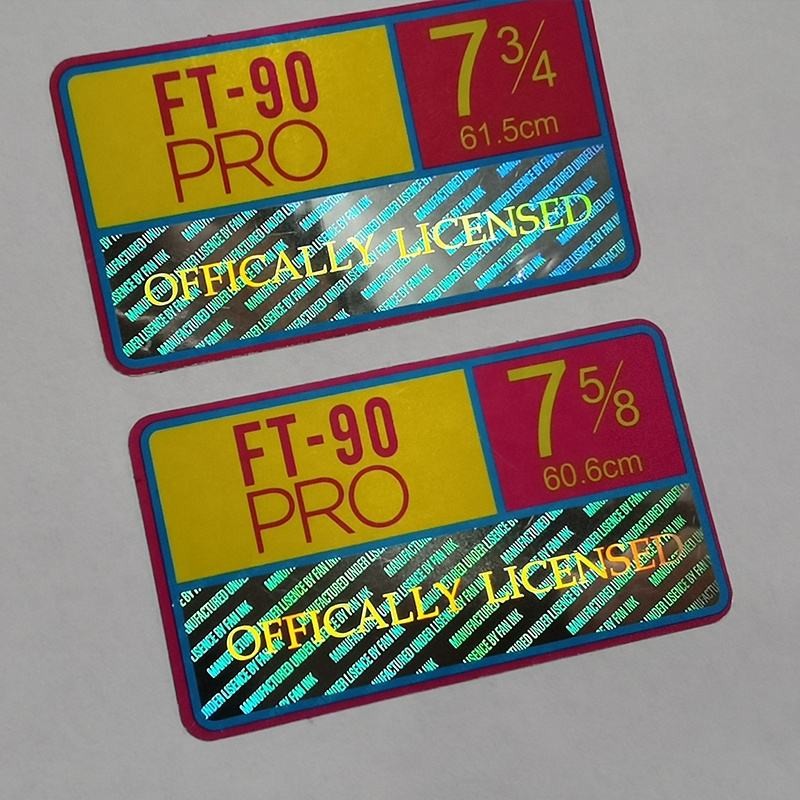 FT-90
PRO
7 3/4
61.5cm
OFFICALLY LICENSED
MANUFACTURED UNDER LISENCE BY FAN INK
FT-90
PRO
7 5/8
60.6cm
OFFICALLY LICENSED
MANUFACTURED UNDER LISENCE BY FAN INK